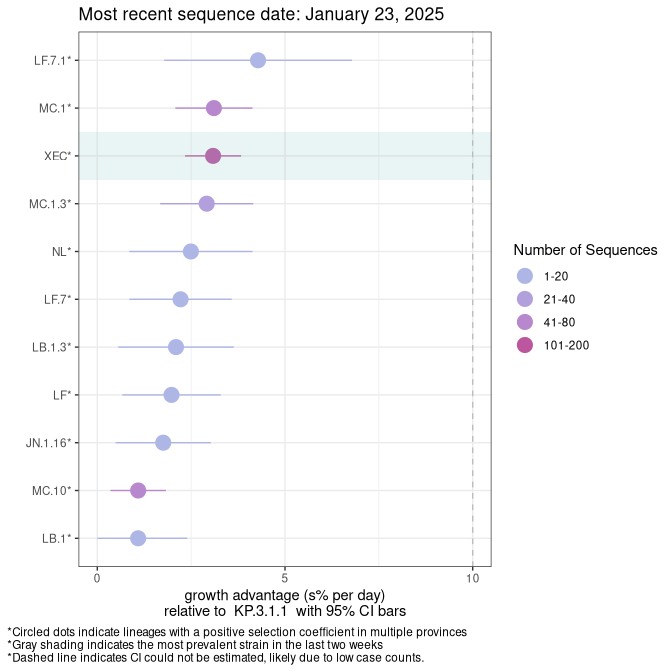 Most recent sequence date: January 23, 2025
LF.7.1*
MC.1*
XEC*
MC.1.3*
NL*
LF.7*
LB.1.3*
LF*
JN.1.16*
MC.10*
LB.1*
0 5 10
growth advantage (s% per day)
relative to KP.3.1.1 with 95% CI bars
Number of Sequences
1-20
21-40
41-80
101-200
*Circled dots indicate lineages with a positive selection coefficient in multiple provinces
*Gray shading indicates the most prevalent strain in the last two weeks
*Dashed line indicates CI could not be estimated, likely due to low case counts.